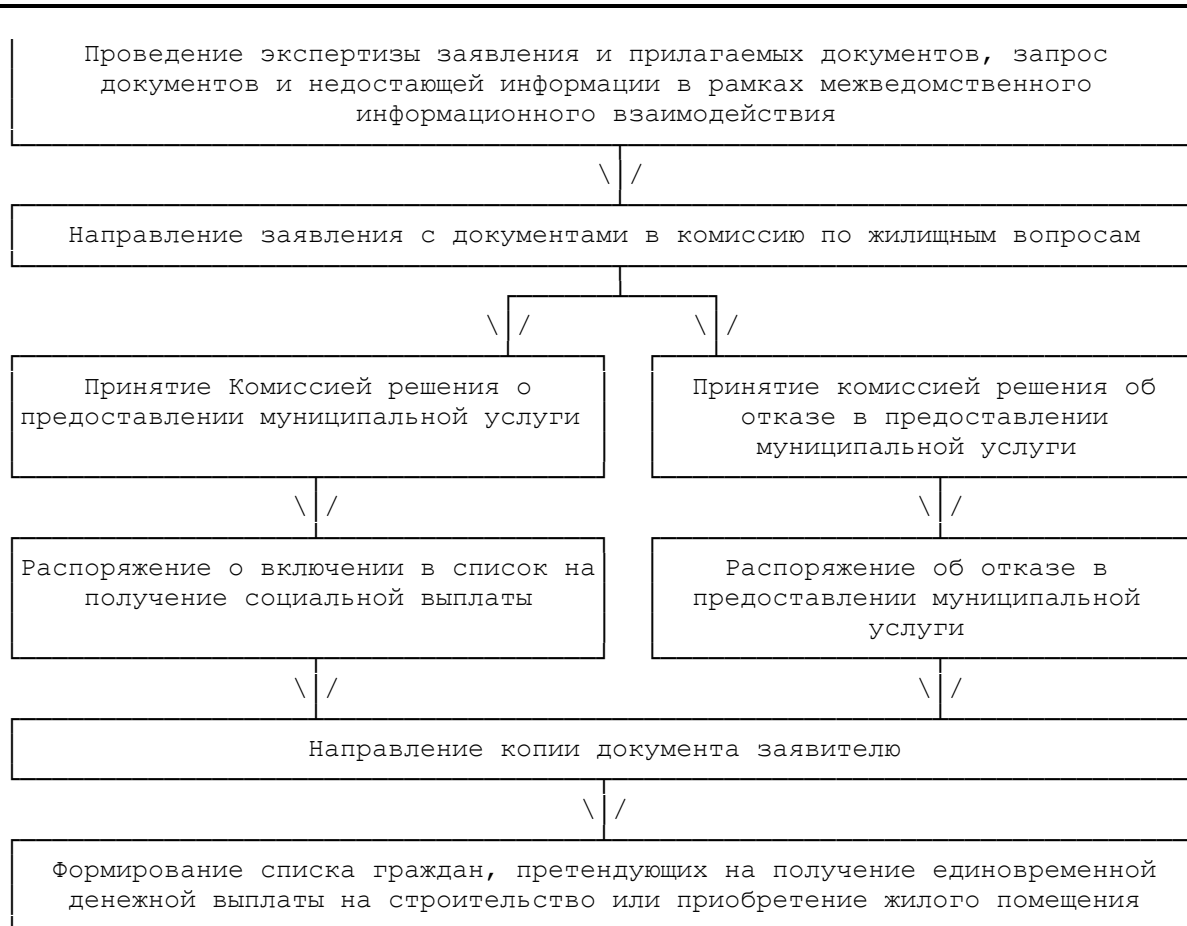 Проведение экспертизы заявления и прилагаемых документов, запрос
документов и недостающей информации в рамках межведомственного
информационного взаимодействия
Направление заявления с документами в комиссию по жилищным вопросам
Принятие Комиссией решения о
предоставлении муниципальной услуги
Принятие комиссией решения об
отказе в предоставлении
муниципальной услуги
Распоряжение о включении в список на
получение социальной выплаты
Распоряжение об отказе в
предоставлении муниципальной
услуги
Направление копии документа заявителю
Формирование списка граждан, претендующих на получение единовременной
денежной выплаты на строительство или приобретение жилого помещения